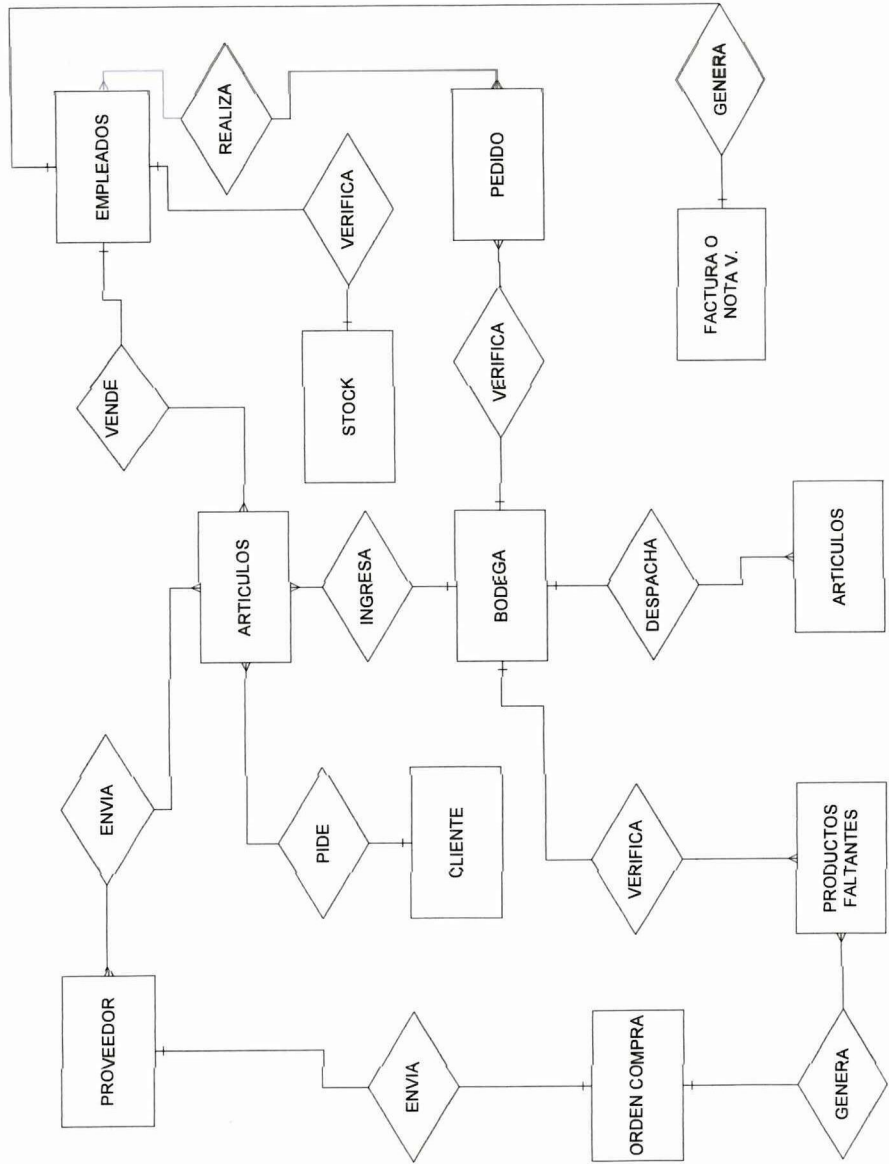 PROVEEDOR
ENVIA
ARTICULOS
VENDE
EMPLEADOS
REALIZA
PIDE
CLIENTE
INGRESA
STOCK
VERIFICA
ENVIA
ORDEN COMPRA
GENERA
PRODUCTOS
FALTANTES
VERIFICA
BODEGA
VERIFICA
PEDIDO
DESPACHA
ARTICULOS
FACTURA O
NOTA V.
GENERA